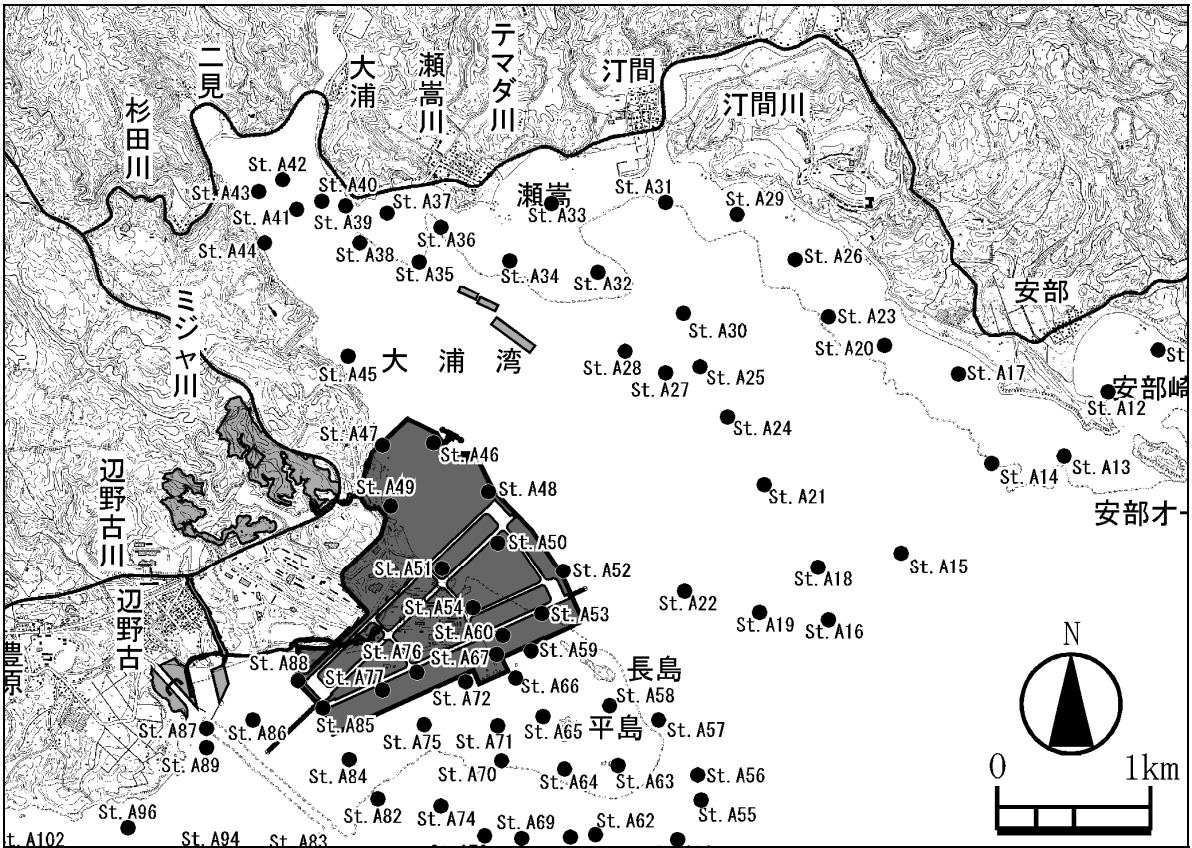 二見
大浦
瀬嵩川
テマダ川
汀間
汀間川
杉田川
St. A42
St. A43
St. A40
St. A41
St. A39
St. A37
瀬嵩
St. A31
St. A33
St. A29
St. A44
St. A38
St. A36
St. A35
St. A34
St. A32
St. A26
安部
ミジャ川
St. A30
St. A23
St. A20
St
St. A45
大浦湾
St. A28
St. A27
St. A25
St. A17
安部崎
St. A12
St. A24
St. A47
St. A46
St. A14
St. A13
辺野古川
St. A49
St. A48
St. A21
安部オー
St. A50
St. A51
St. A52
St. A18
St. A15
辺野古
St. A54
St. A53
St. A22
St. A19
St. A16
St. A60
豊原
St. A76
St. A67
St. A59
N
St. A88
St. A77
長島
St. A72
St. A66
St. A58
St. A87
St. A86
St. A85
St. A75
St. A71
St. A65
平島
St. A57
St. A89
St. A84
St. A70
St. A64
St. A63
St. A56
0 1km
St. A96
St. A82
St. A74
St. A69
St. A62
St. A55
t. A102
St. A94
St. A83